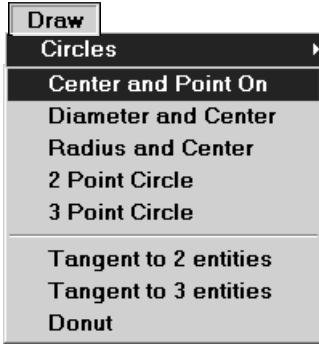 Draw
Circles
Center and Point On
Diameter and Center
Radius and Center
2 Point Circle
3 Point Circle
Tangent to 2 entities
Tangent to 3 entities
Donut